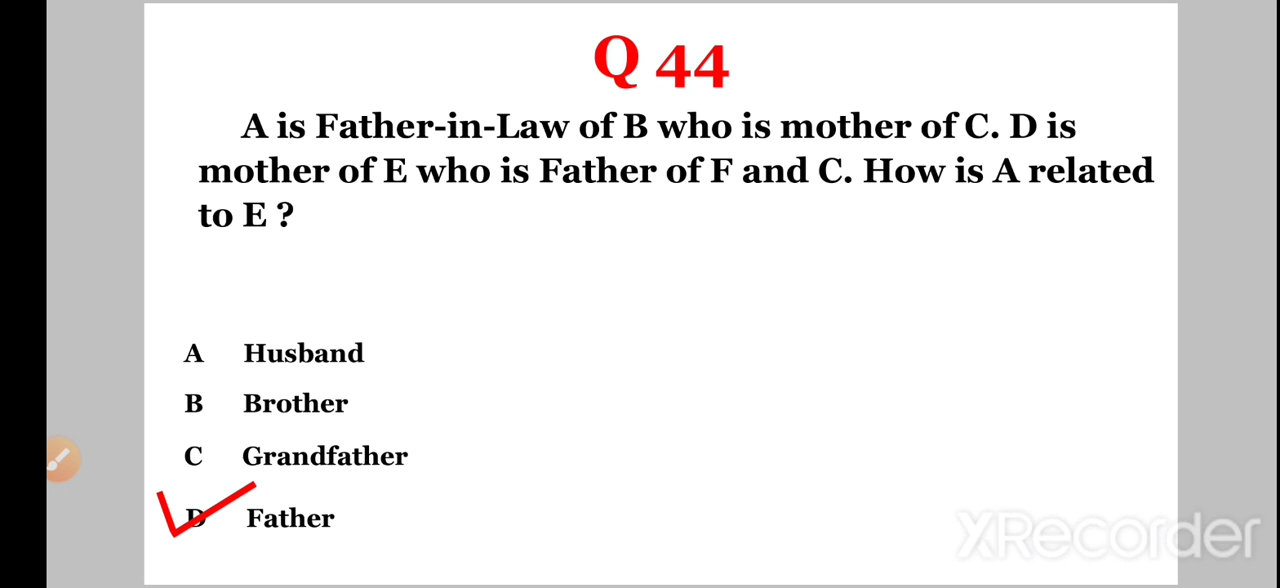 Q 44
A is Father-in-Law of B who is mother of C. D is
mother of E who is Father of F and C. How is A related
to E ?
A Husband
B Brother
C Grandfather
D Father
XRecorder